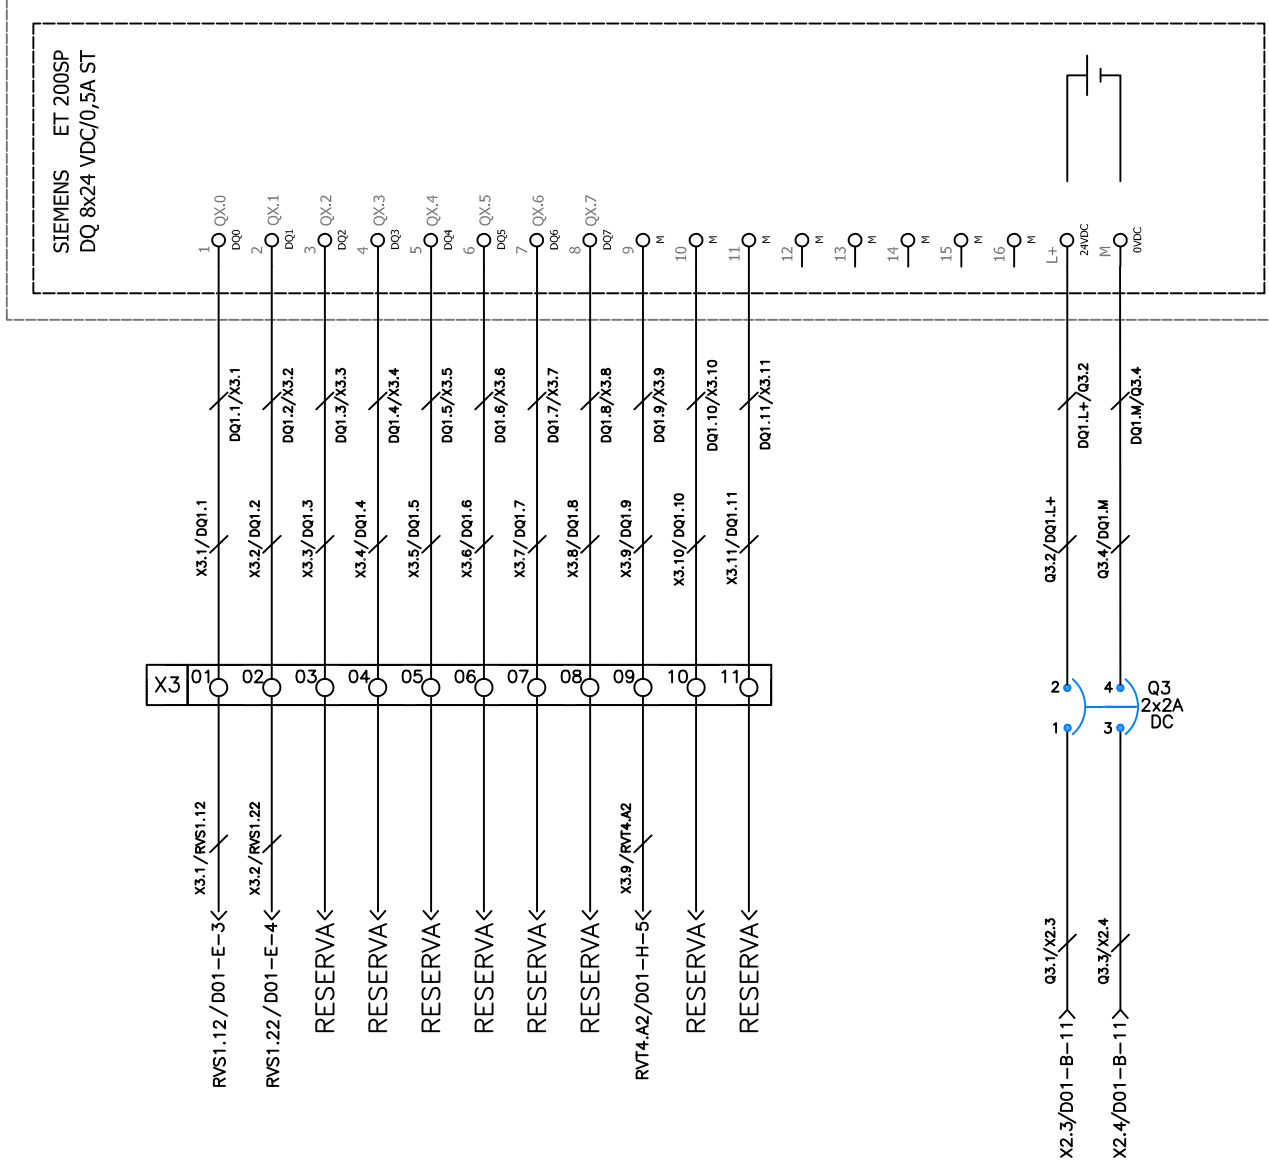 SIEMENS ET 200SP
DQ 8x24 VDC/0,5A ST
1 QX.0 DQ0
2 QX.1 DQ1
3 QX.2 DQ2
4 QX.3 DQ3
5 QX.4 DQ4
6 QX.5 DQ5
7 QX.6 DQ6
8 QX.7 DQ7
9 M
10 M
11 M
12 M
13 M
14 M
15 M
16 M
L+ 24VDC
M 0VDC
DQ1.1/X3.1
DQ1.2/X3.2
DQ1.3/X3.3
DQ1.4/X3.4
DQ1.5/X3.5
DQ1.6/X3.6
DQ1.7/X3.7
DQ1.8/X3.8
DQ1.9/X3.9
DQ1.10/X3.10
DQ1.11/X3.11
DQ1.L+/Q3.2
DQ1.M/Q3.4
X3.1/DQ1.1
X3.2/DQ1.2
X3.3/DQ1.3
X3.4/DQ1.4
X3.5/DQ1.5
X3.6/DQ1.6
X3.7/DQ1.7
X3.8/DQ1.8
X3.9/DQ1.9
X3.10/DQ1.10
X3.11/DQ1.11
Q3.2/DQ1.L+
Q3.4/DQ1.M
X3 01 02 03 04 05 06 07 08 09 10 11
2 4 Q3
2x2A
1 3 DC
X3.1/RVS1.12
X3.2/RVS1.22
X3.9/RVT4.A2
Q3.1/X2.3
Q3.3/X2.4
RVS1.12/D01-E-3
RVS1.22/D01-E-4
RESERVA
RESERVA
RESERVA
RESERVA
RESERVA
RESERVA
RVT4.A2/D01-H-5
RESERVA
RESERVA
X2.3/D01-B-11
X2.4/D01-B-11